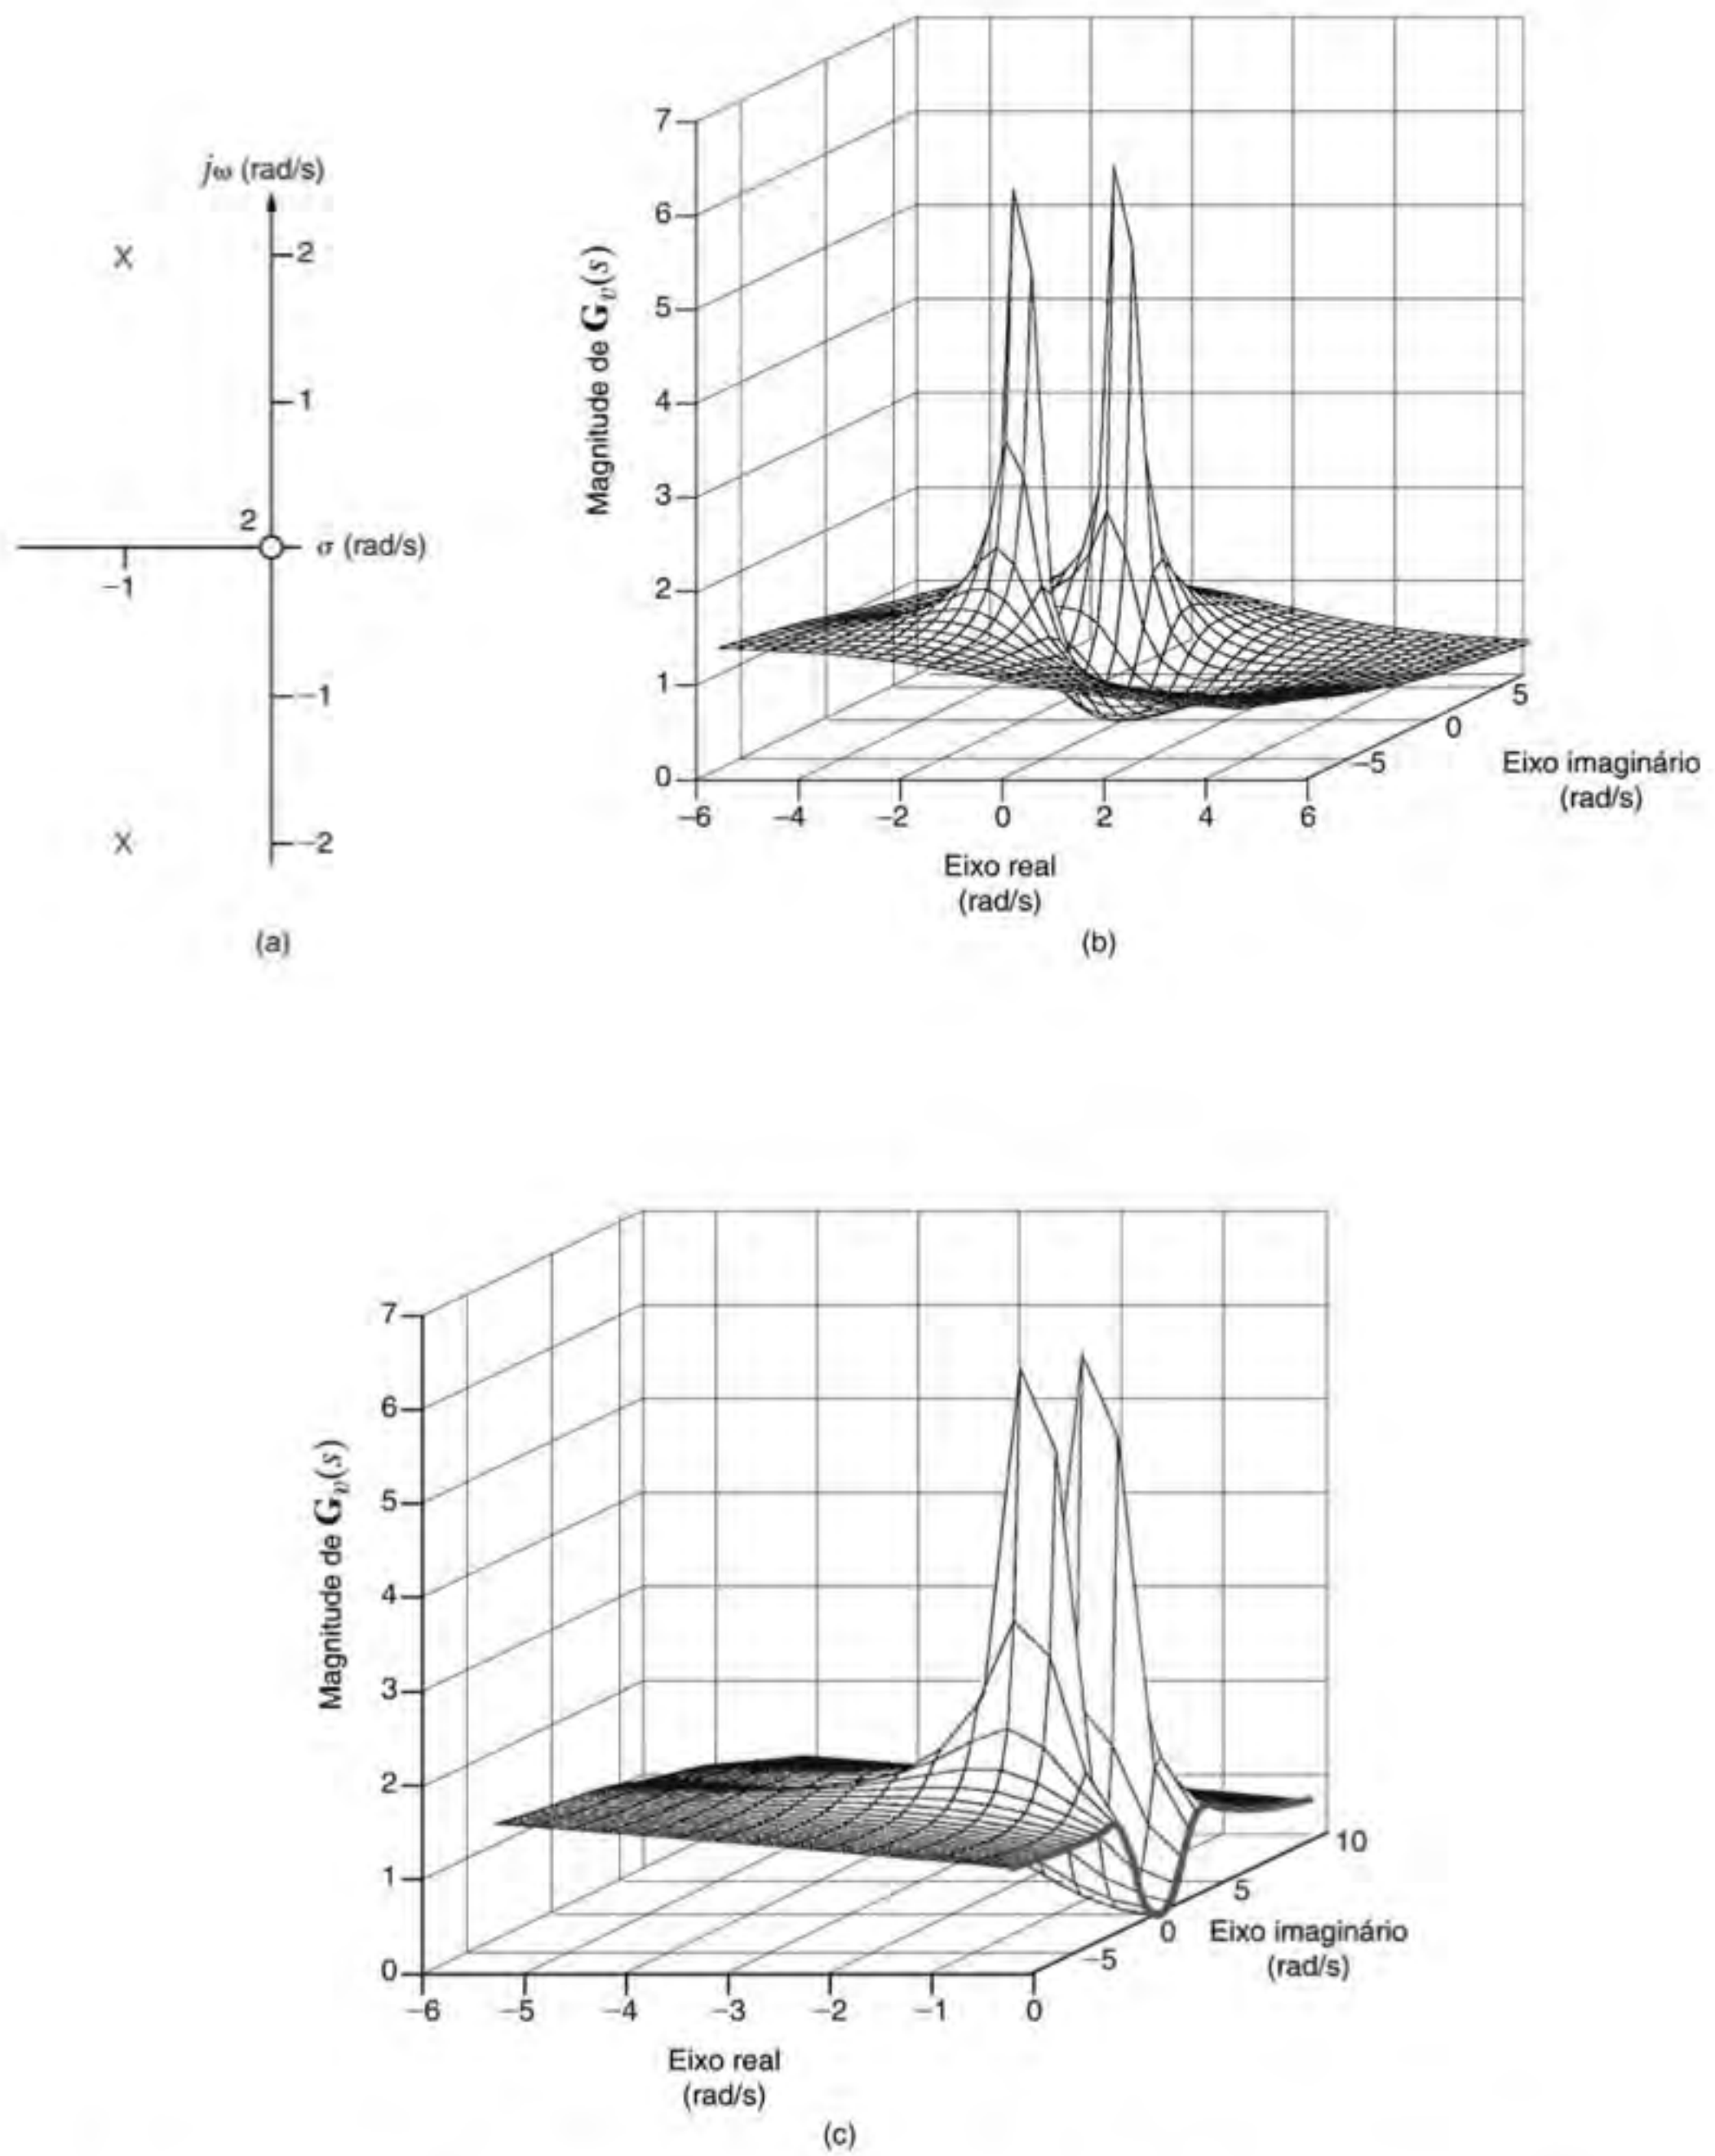 jω (rad/s)
X
2
1
2
σ (rad/s)
−1
−1
X
−2
(a)
Magnitude de G_v(s)
7
6
5
4
3
2
1
0
−6
−4
−2
0
2
4
6
Eixo real
(rad/s)
−5
0
5
Eixo imaginário
(rad/s)
(b)
Magnitude de G_v(s)
7
6
5
4
3
2
1
0
−6
−5
−4
−3
−2
−1
0
Eixo real
(rad/s)
−5
0
5
10
Eixo imaginário
(rad/s)
(c)